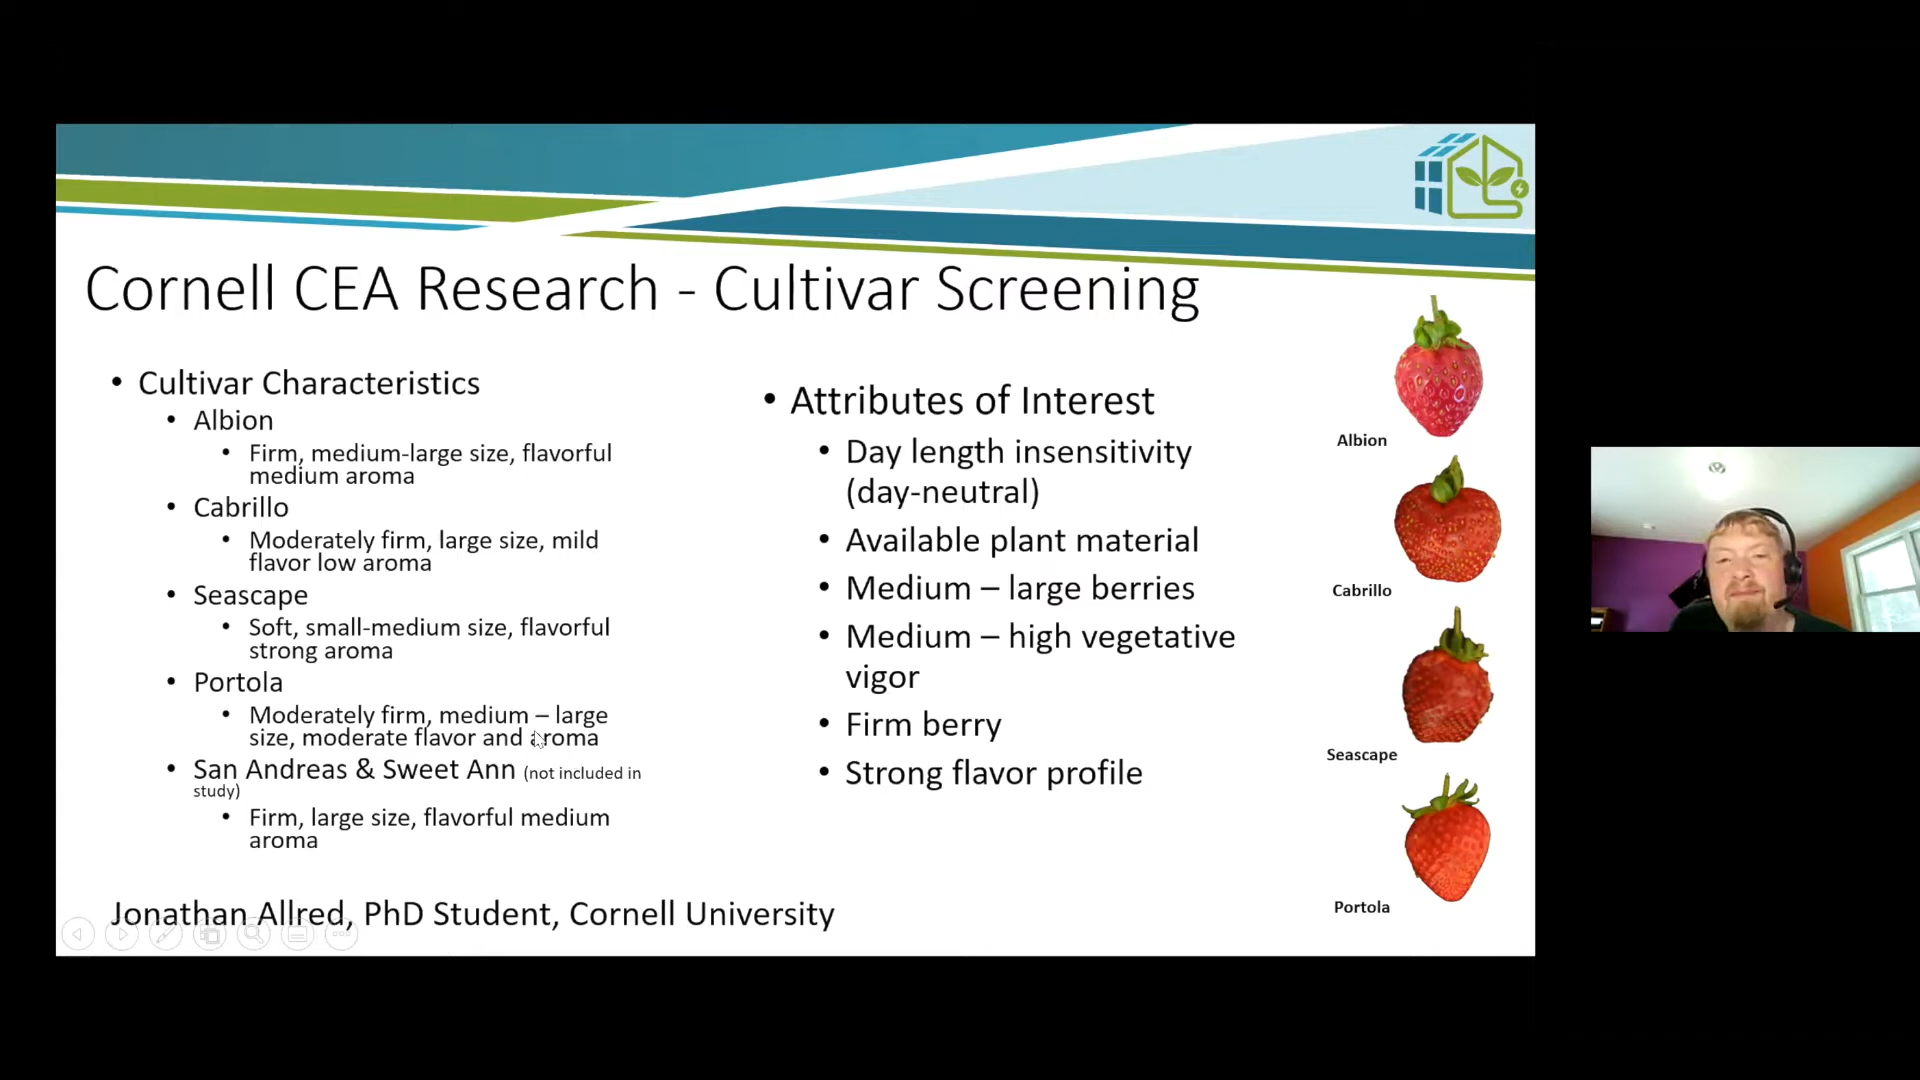 Cornell CEA Research - Cultivar Screening
• Cultivar Characteristics
• Albion
• Firm, medium-large size, flavorful
medium aroma
• Cabrillo
• Moderately firm, large size, mild
flavor low aroma
• Seascape
• Soft, small-medium size, flavorful
strong aroma
• Portola
• Moderately firm, medium – large
size, moderate flavor and aroma
• San Andreas & Sweet Ann (not included in
study)
• Firm, large size, flavorful medium
aroma
• Attributes of Interest
• Day length insensitivity
(day-neutral)
• Available plant material
• Medium – large berries
• Medium – high vegetative
vigor
• Firm berry
• Strong flavor profile
Albion
Cabrillo
Seascape
Portola
Jonathan Allred, PhD Student, Cornell University